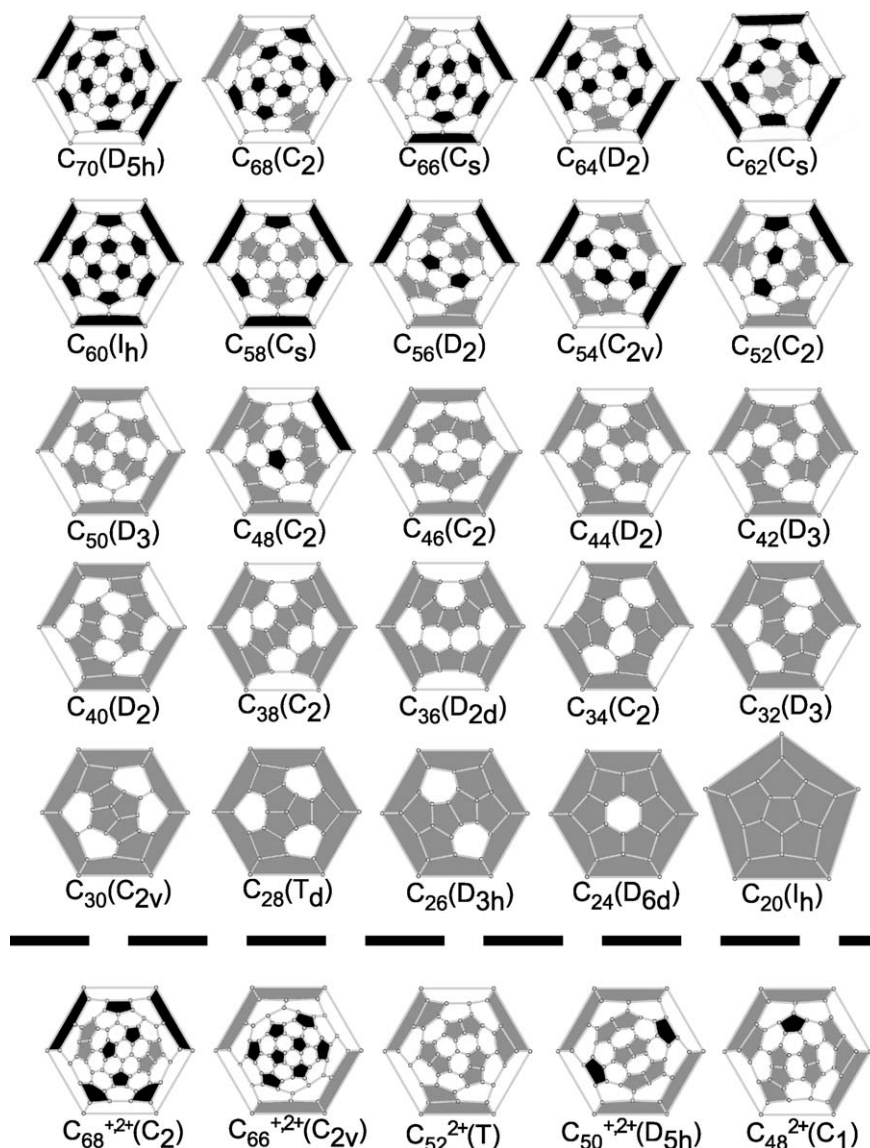 C₇₀(D₅ₕ) C₆₈(C₂) C₆₆(Cₛ) C₆₄(D₂) C₆₂(Cₛ)
C₆₀(Iₕ) C₅₈(Cₛ) C₅₆(D₂) C₅₄(C₂ᵥ) C₅₂(C₂)
C₅₀(D₃) C₄₈(C₂) C₄₆(C₂) C₄₄(D₂) C₄₂(D₃)
C₄₀(D₂) C₃₈(C₂) C₃₆(D₂d) C₃₄(C₂) C₃₂(D₃)
C₃₀(C₂ᵥ) C₂₈(Td) C₂₆(D₃ₕ) C₂₄(D₆d) C₂₀(Iₕ)
C₆₈⁺,²⁺(C₂) C₆₆⁺,²⁺(C₂ᵥ) C₅₂²⁺(T) C₅₀⁺,²⁺(D₅ₕ) C₄₈²⁺(C₁)